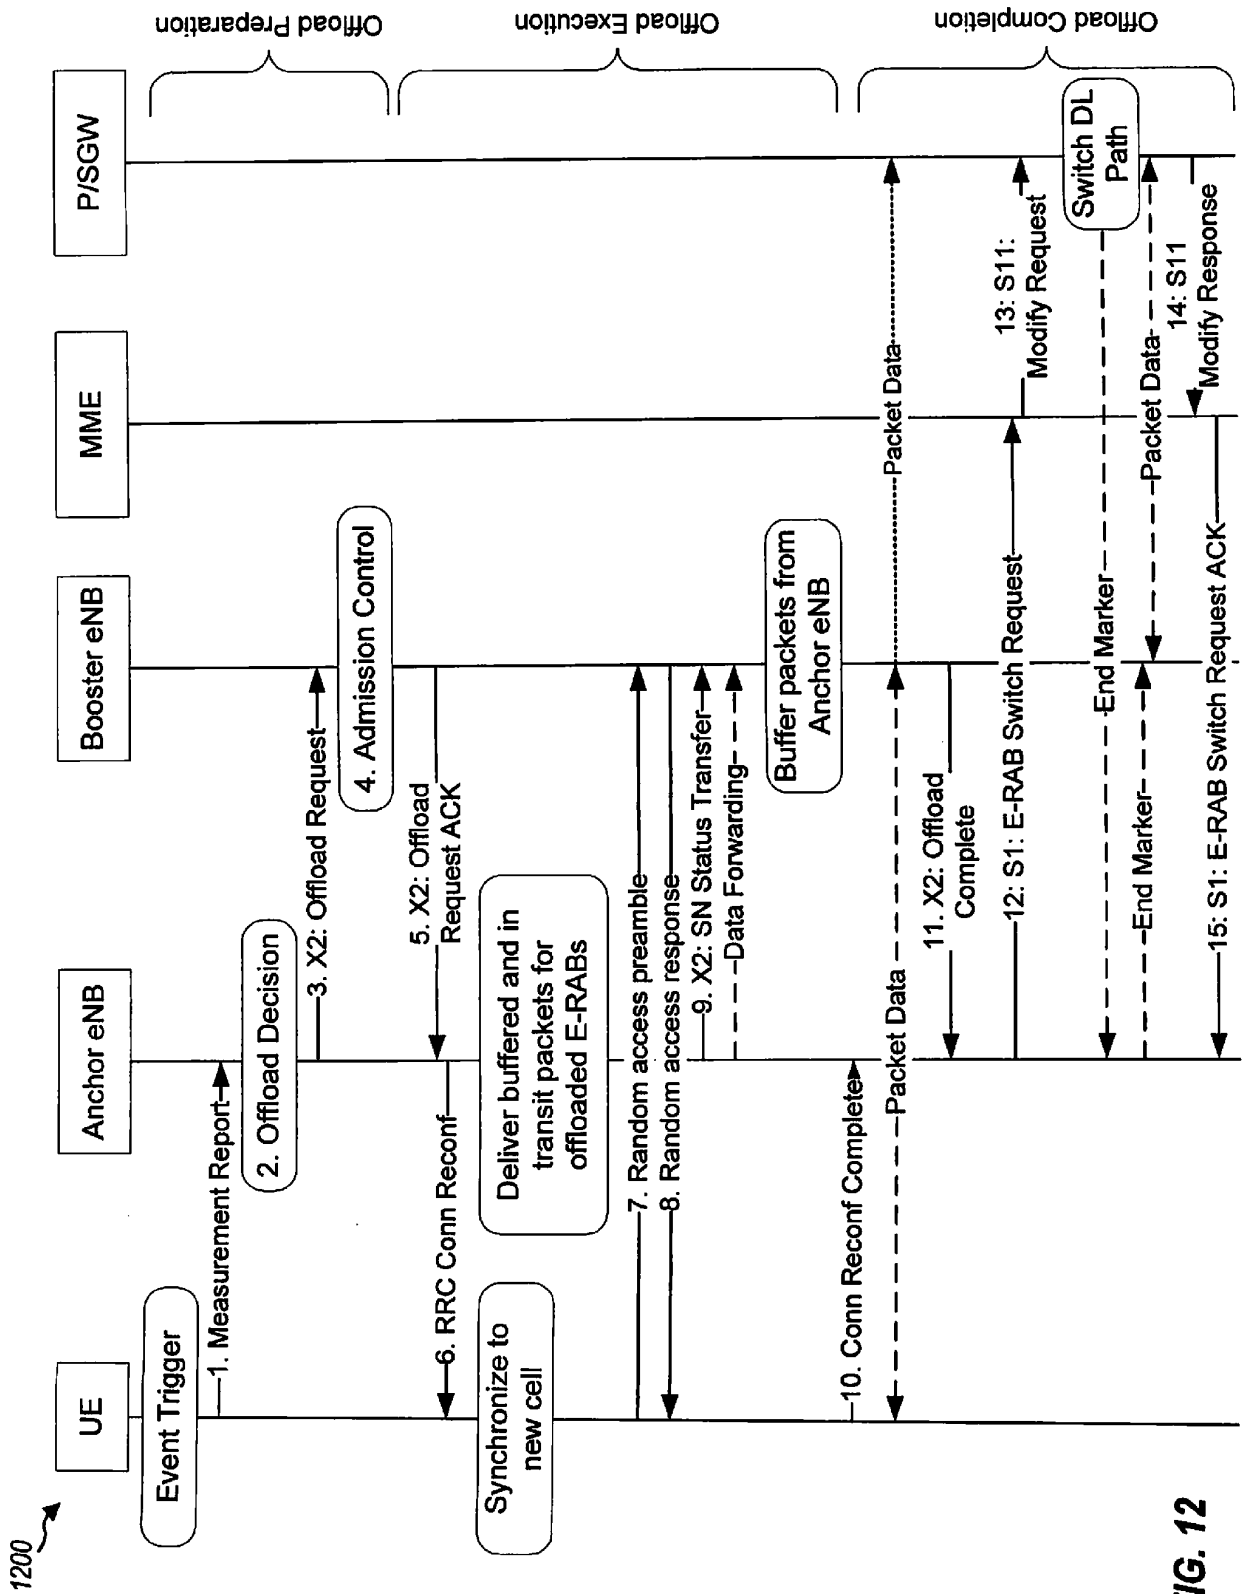 1200
UE
Anchor eNB
Booster eNB
MME
P/SGW
Event Trigger
1. Measurement Report
2. Offload Decision
3. X2: Offload Request
4. Admission Control
5. X2: Offload
Request ACK
6. RRC Conn Reconf
Synchronize to
new cell
Deliver buffered and in
transit packets for
offloaded E-RABs
7. Random access preamble
8. Random access response
9. X2: SN Status Transfer
Data Forwarding
Buffer packets from
Anchor eNB
10. Conn Reconf Complete
Packet Data
Packet Data
11. X2: Offload
Complete
12: S1: E-RAB Switch Request
13: S11:
Modify Request
Switch DL
Path
End Marker
End Marker
Packet Data
14: S11
Modify Response
15: S1: E-RAB Switch Request ACK
Offload Preparation
Offload Execution
Offload Completion
IG. 12